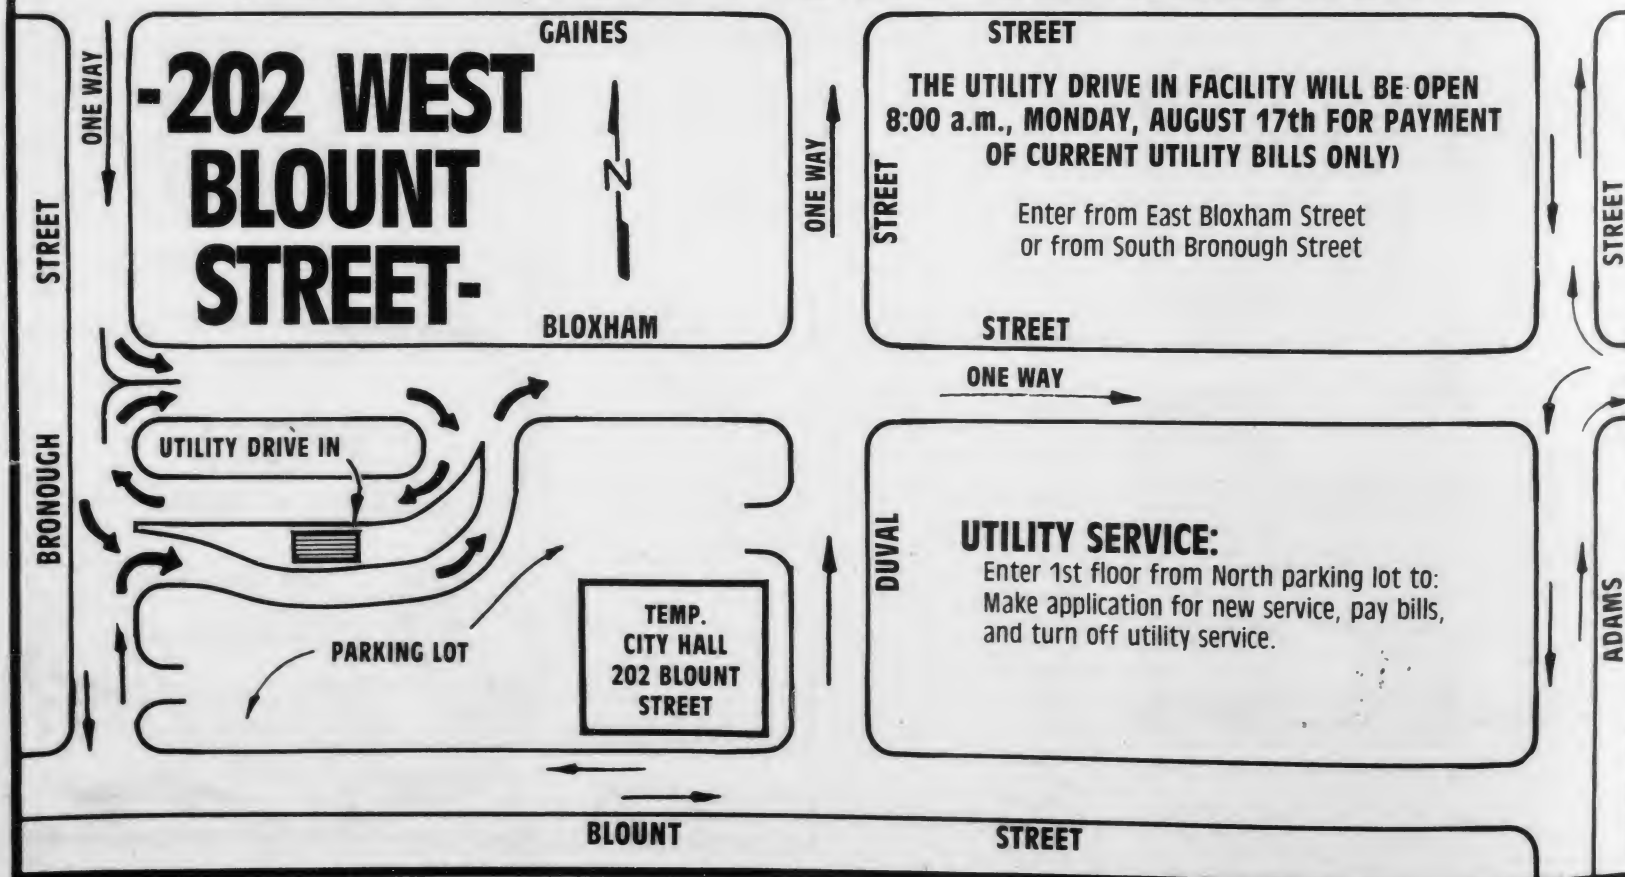 GAINES
STREET
ONE WAY
-202 WEST
BLOUNT
STREET-
N
THE UTILITY DRIVE IN FACILITY WILL BE OPEN
8:00 a.m., MONDAY, AUGUST 17th FOR PAYMENT
OF CURRENT UTILITY BILLS ONLY)
Enter from East Bloxham Street
or from South Bronough Street
ONE WAY
STREET
STREET
STREET
BLOXHAM
STREET
ONE WAY
UTILITY DRIVE IN
BRONOUGH
DUVAL
UTILITY SERVICE:
Enter 1st floor from North parking lot to:
Make application for new service, pay bills,
and turn off utility service.
ADAMS
PARKING LOT
TEMP.
CITY HALL
202 BLOUNT
STREET
BLOUNT
STREET